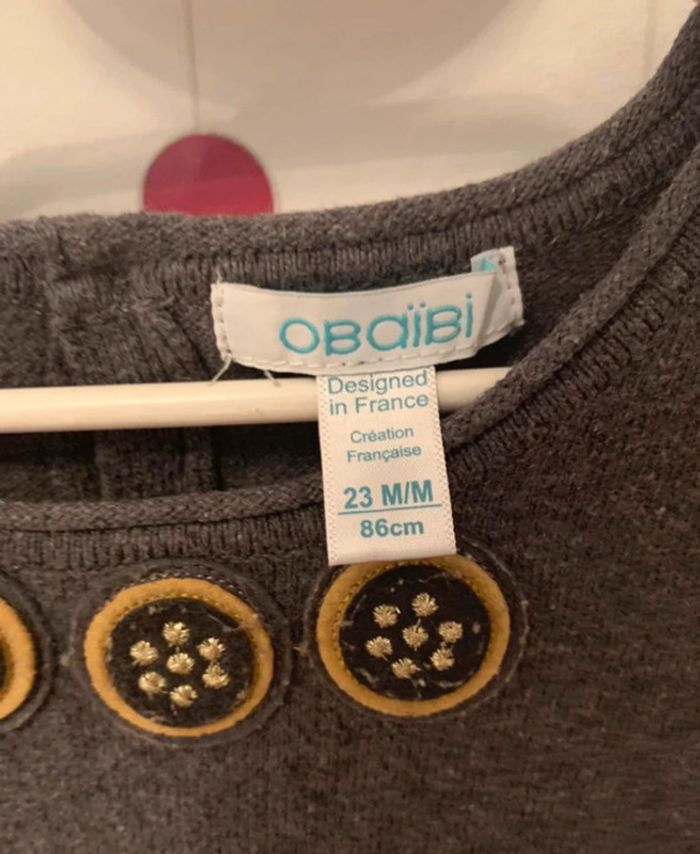 OBaïBi
Designed
in France
Création
Française
23 M/M
86cm